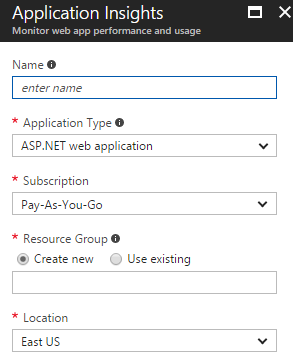 Application Insights
Monitor web app performance and usage
Name
enter name
* Application Type
ASP.NET web application
* Subscription
Pay-As-You-Go
* Resource Group
Create new Use existing
* Location
East US